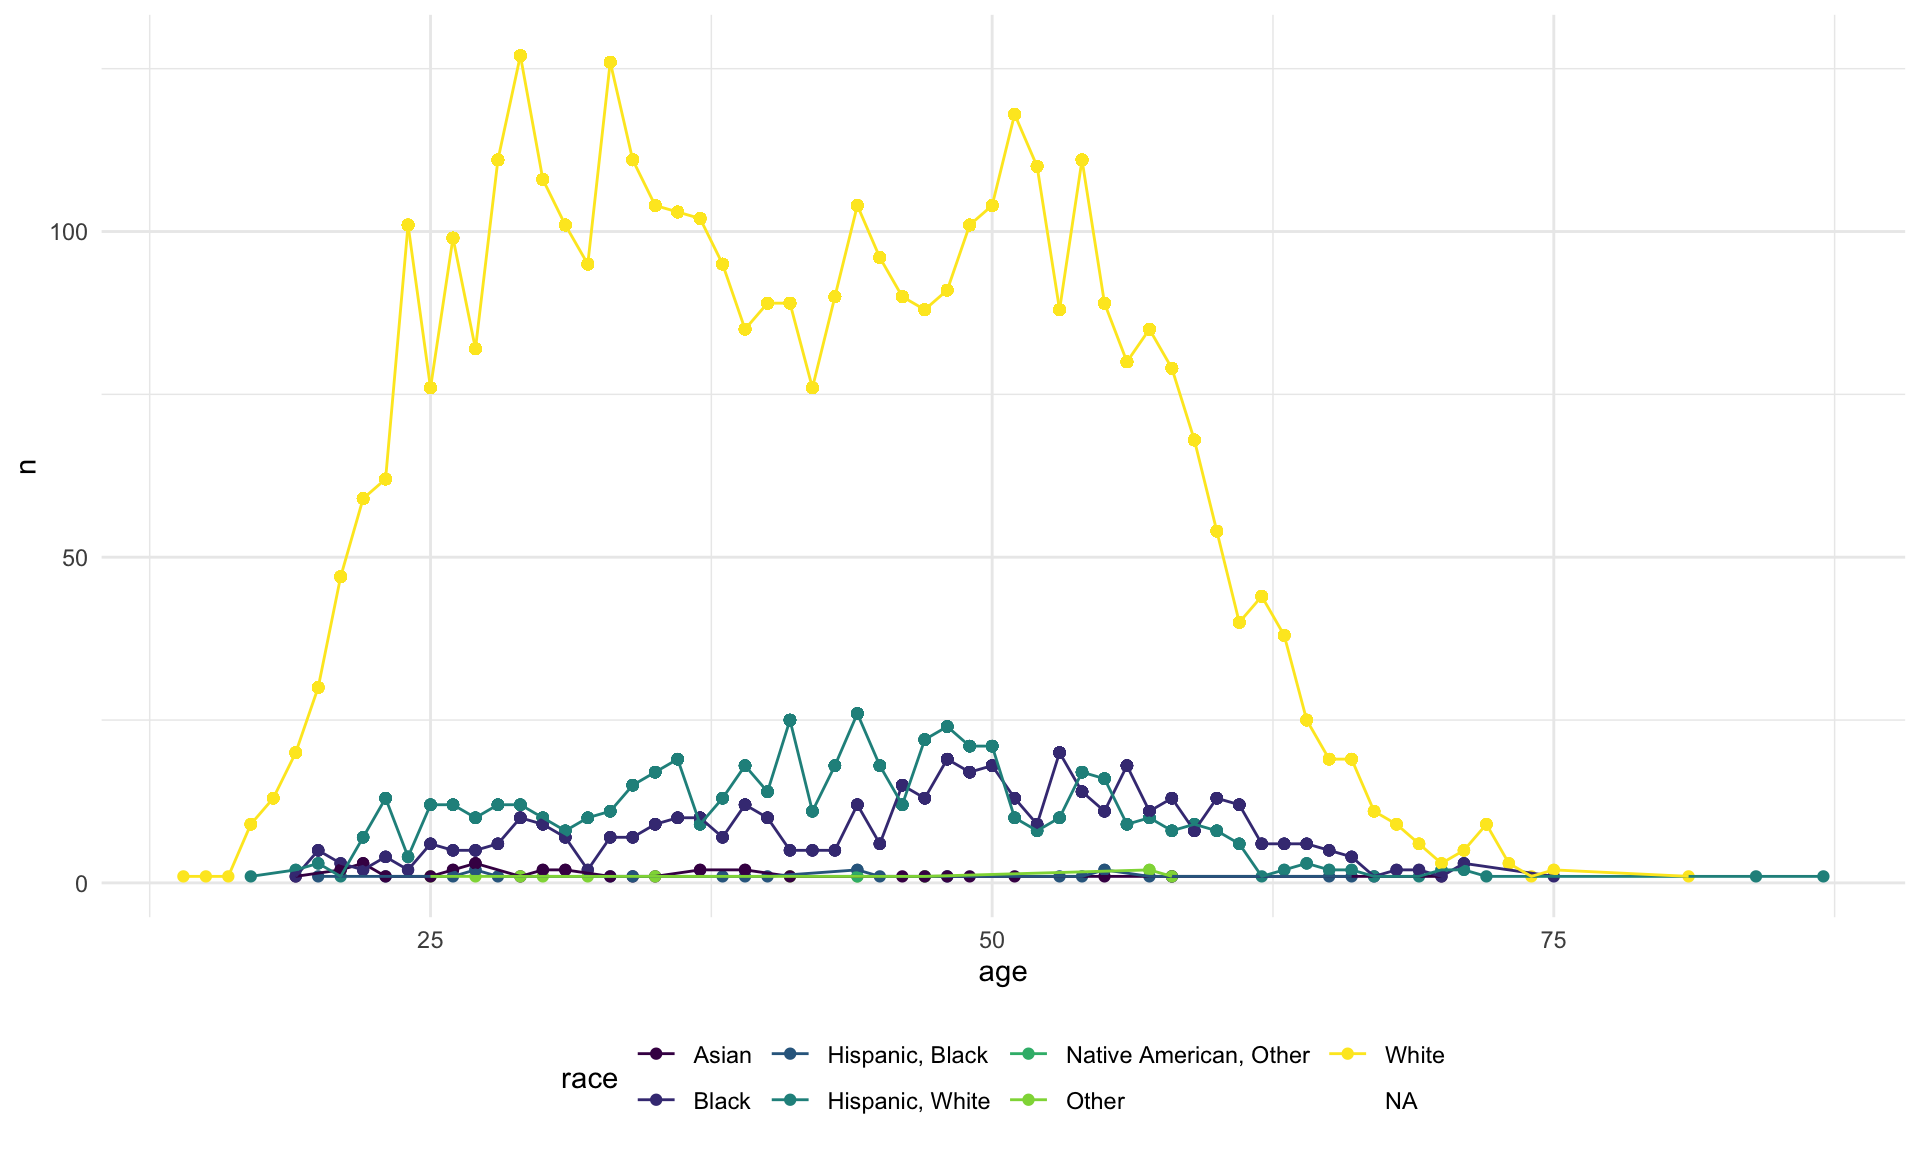 100
50
0
n
25 50 75
age
race
Asian Hispanic, Black Native American, Other White
Black Hispanic, White Other NA